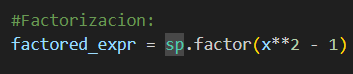 #Factorizacion:
factored_expr = sp.factor(x**2 - 1)